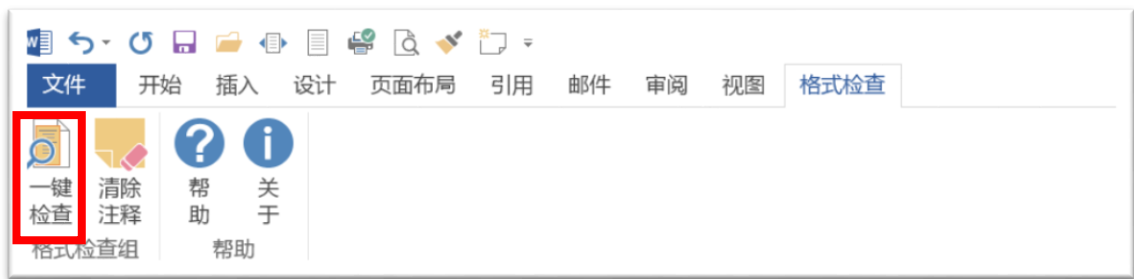 文件 开始 插入 设计 页面布局 引用 邮件 审阅 视图 格式检查
一键 清除 帮 关
检查 注释 助 于
格式检查组 帮助